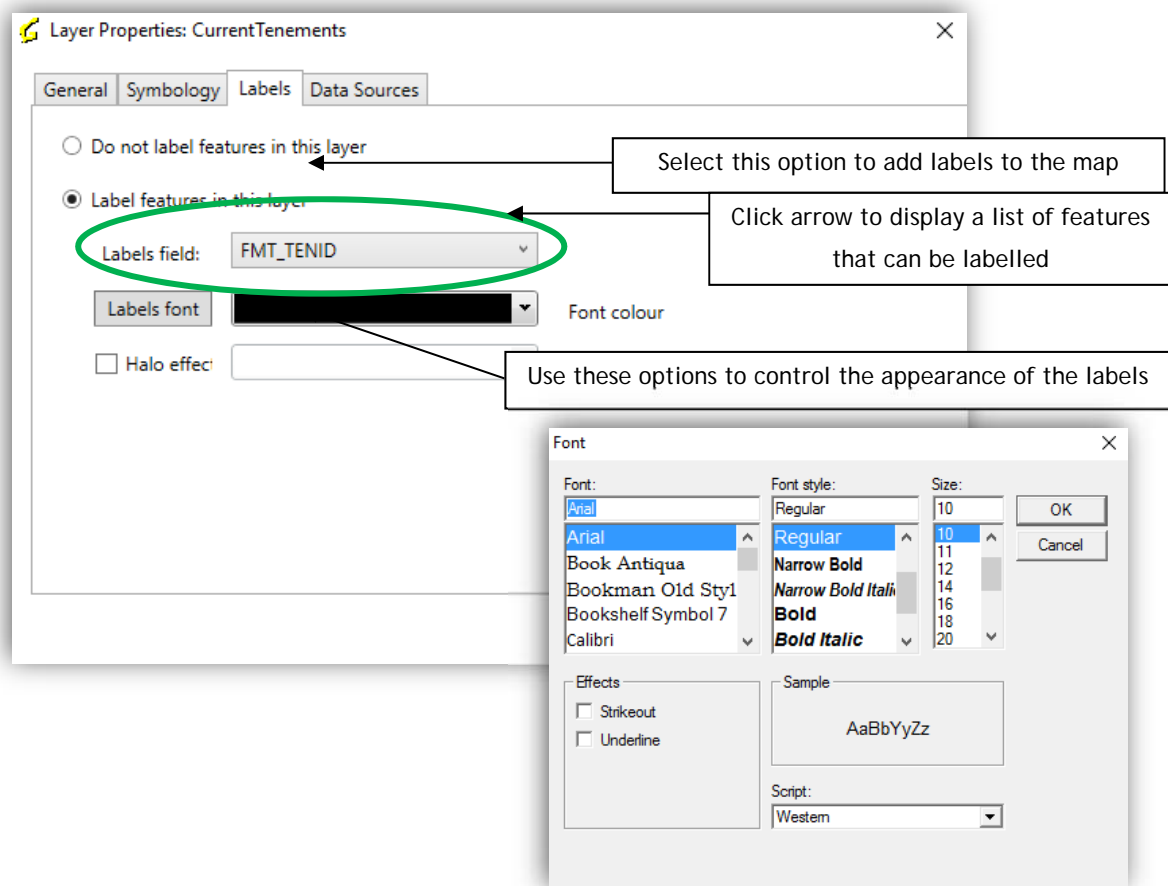 Layer Properties: CurrentTenements
General Symbology Labels Data Sources
Do not label features in this layer
Select this option to add labels to the map
Label features in this layer
Click arrow to display a list of features
that can be labelled
Labels field: FMT_TENID
Labels font Font colour
Halo effec
Use these options to control the appearance of the labels
Font
Font: Font style: Size:
Arial Regular 10
Arial Regular 10
Book Antiqua Narrow Bold 11
Bookman Old Styl Narrow Bold Itali 12
Bookshelf Symbol 7 Bold 14
Calibri Bold Italic 16
18
20
OK
Cancel
Effects
Strikeout
Underline
Sample
AaBbYyZz
Script:
Western